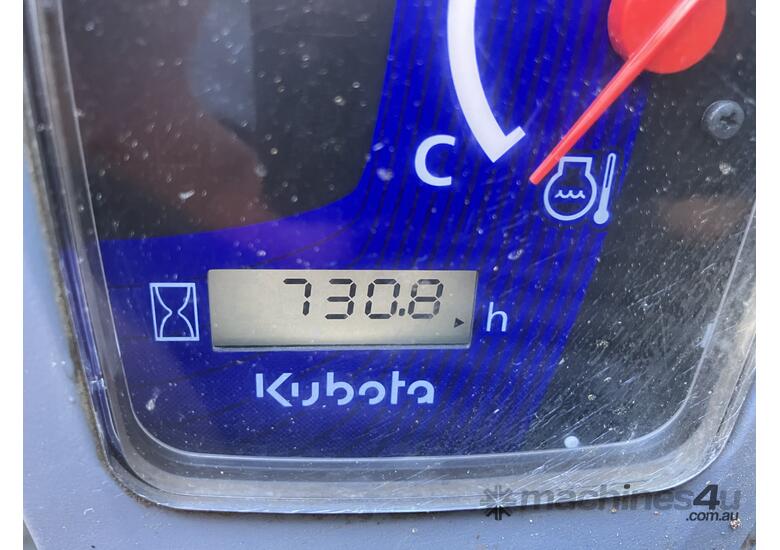 C
730.8 h
Kubota
machines4u
.com.au